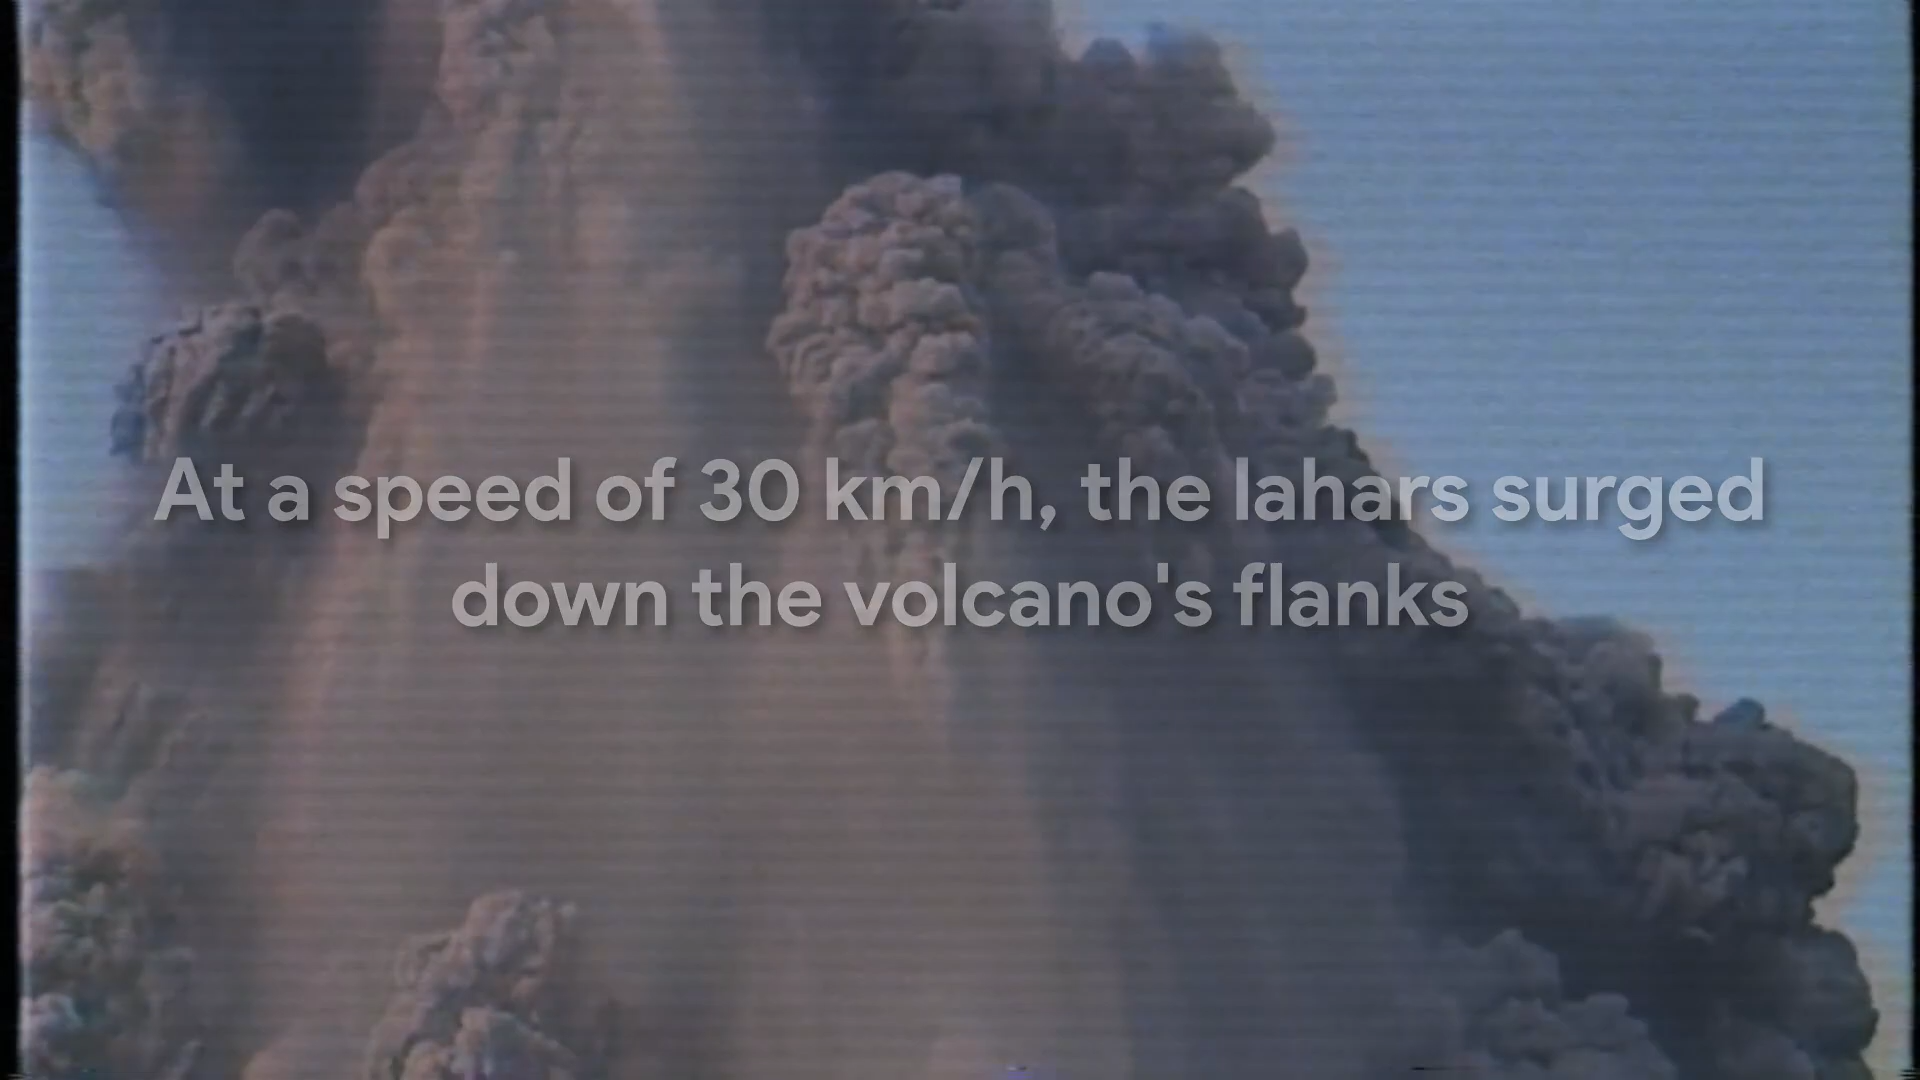 At a speed of 30 km/h, the lahars surged
down the volcano's flanks